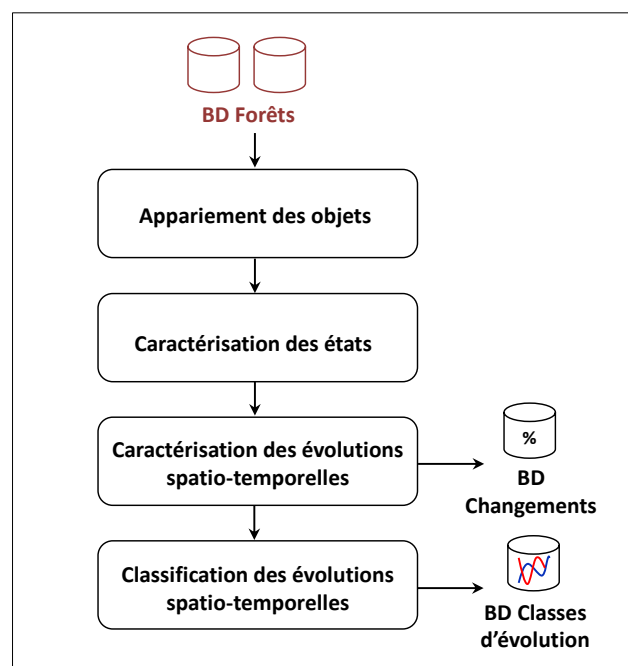 BD Forêts
Appariement des objets
Caractérisation des états
Caractérisation des évolutions
spatio-temporelles
%
BD
Changements
Classification des évolutions
spatio-temporelles
BD Classes
d’évolution